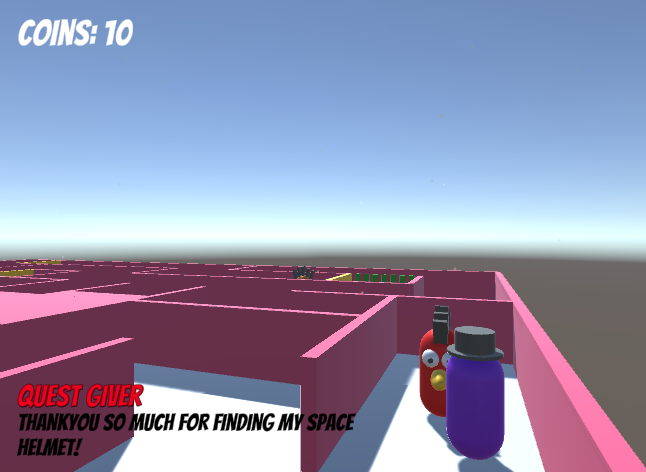 COINS: 10
QUEST GIVER
THANKYOU SO MUCH FOR FINDING MY SPACE
HELMET!